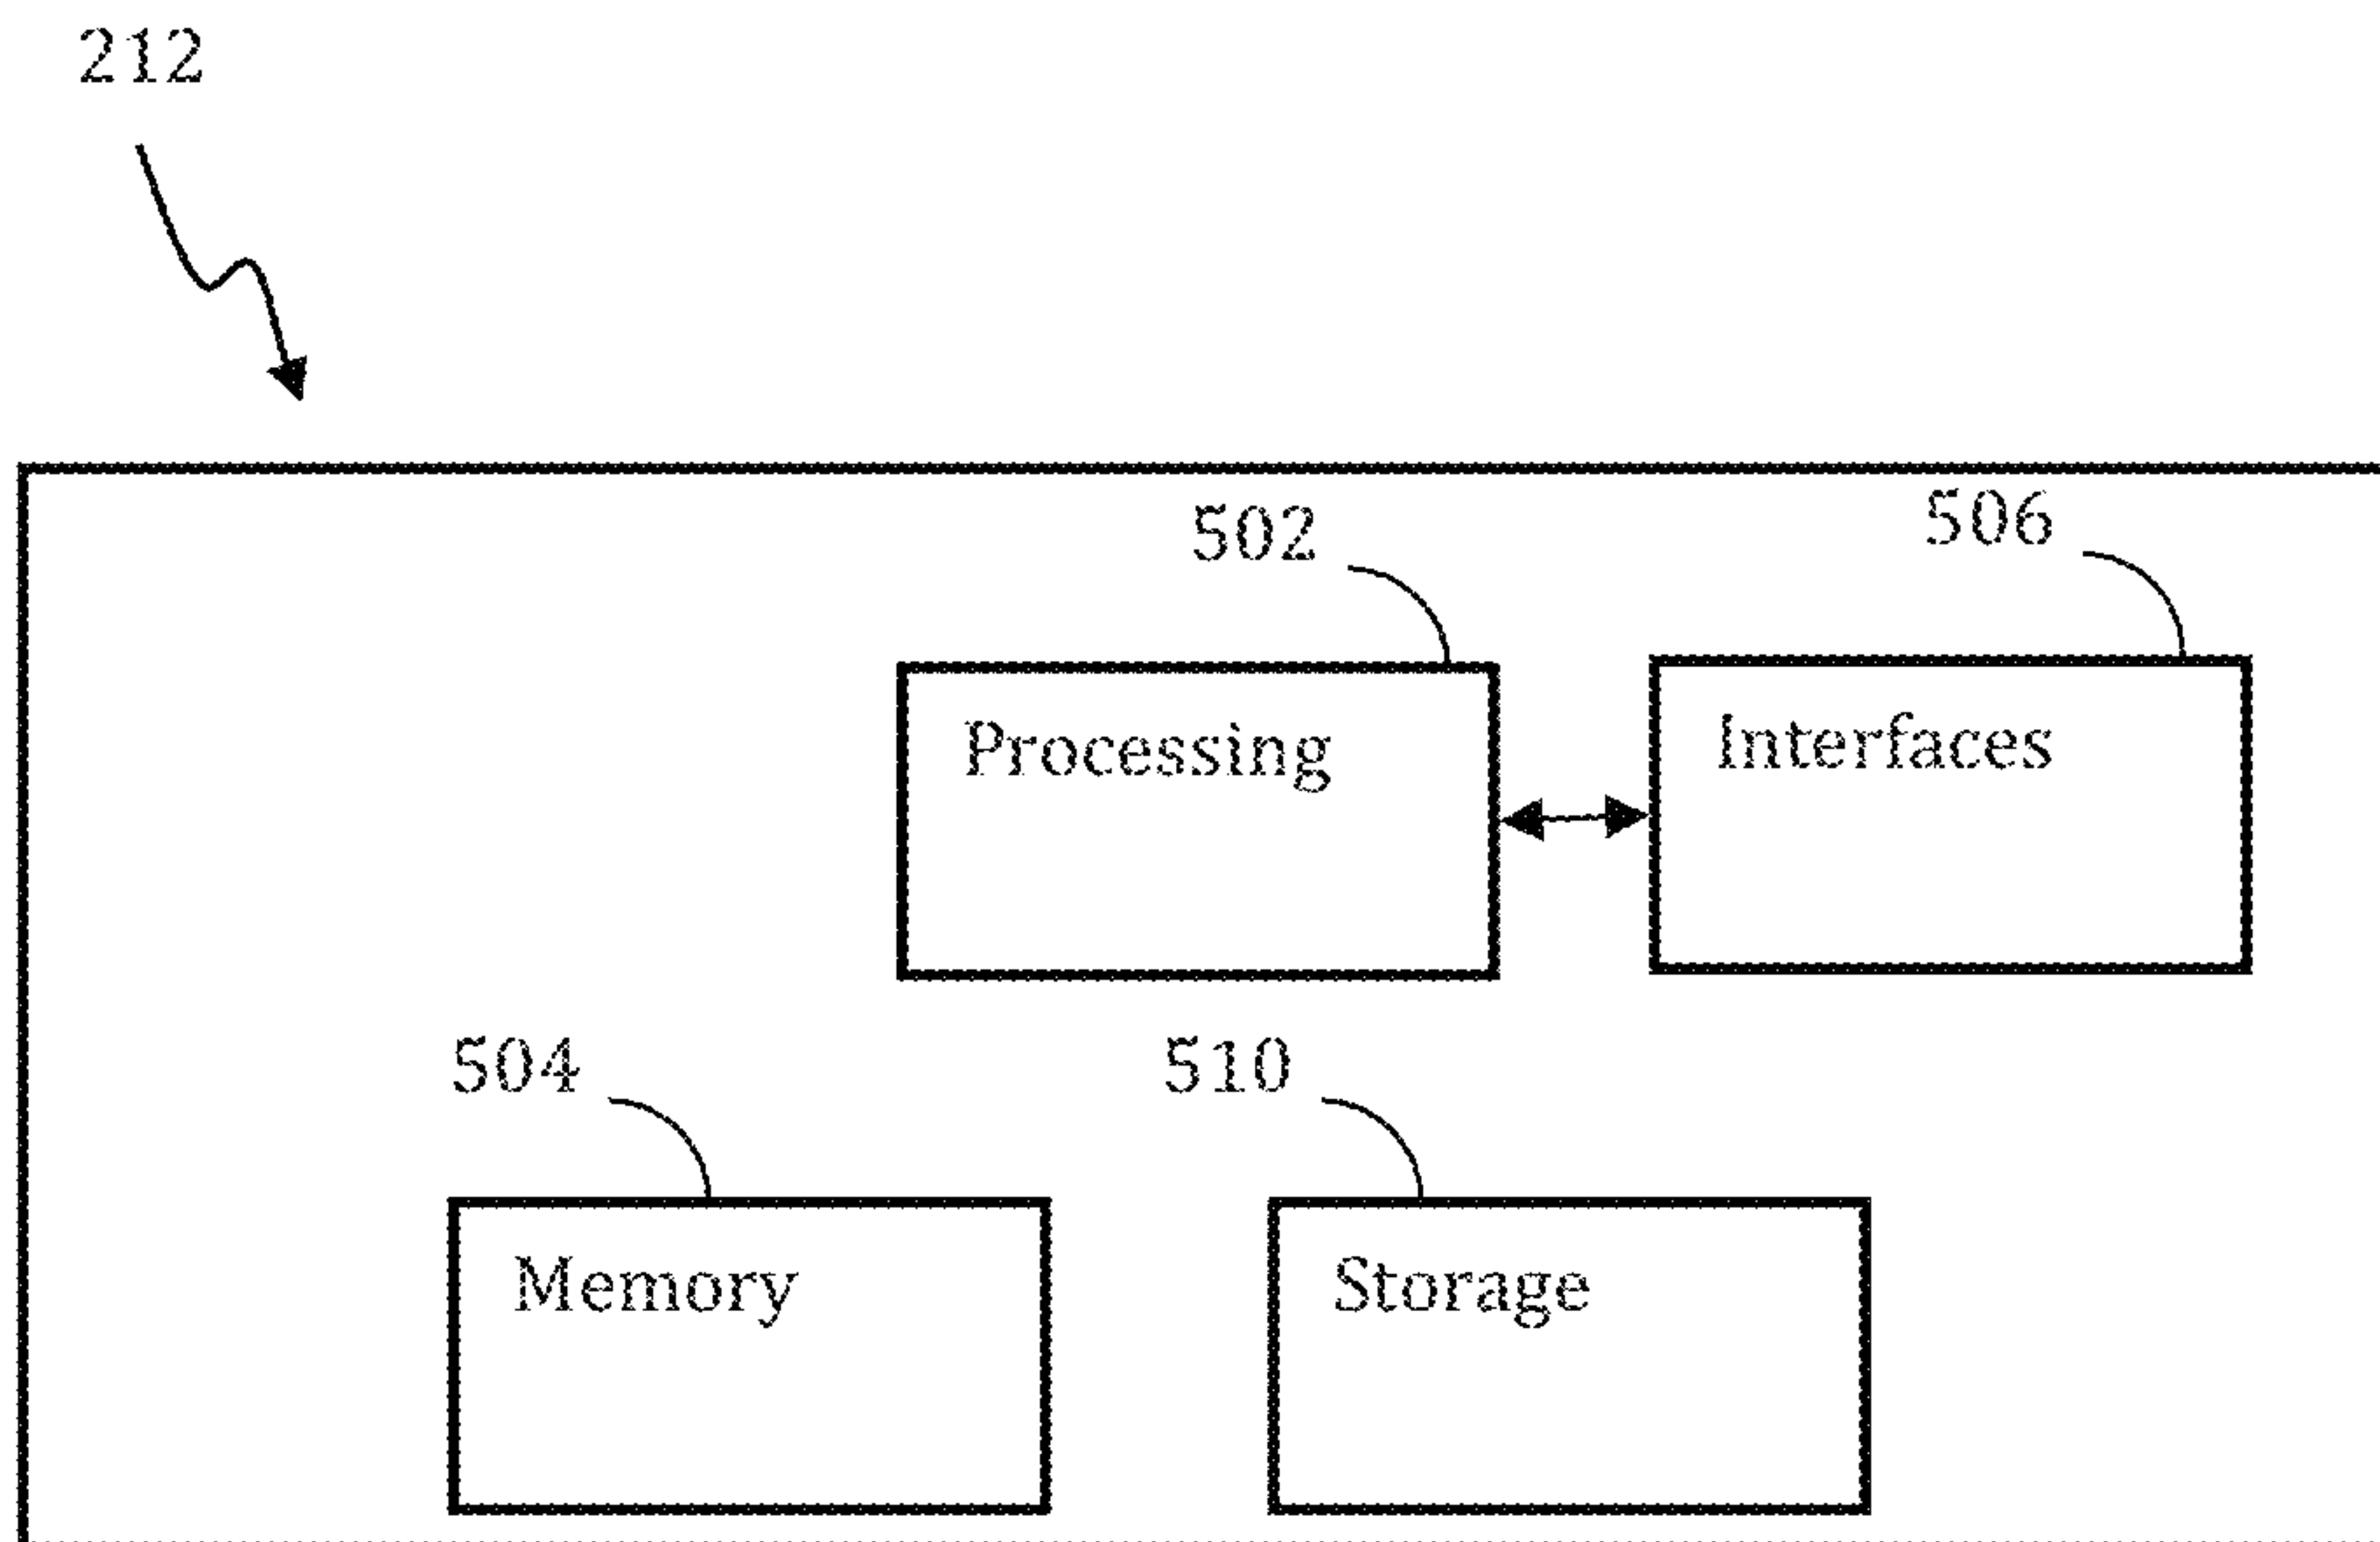 212
502
506
Processing
Interfaces
504
510
Memory
Storage